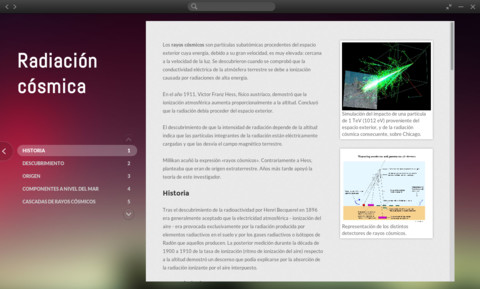 Radiación
cósmica
HISTORIA 1
DESCUBRIMIENTO 2
ORIGEN 3
COMPONENTES A NIVEL DEL MAR 4
CASCADAS DE RAYOS CÓSMICOS 5
Los rayos cósmicos son partículas subatómicas procedentes del espacio
exterior cuya energía, debido a su gran velocidad, es muy elevada: cercana
a la velocidad de la luz. Se descubrieron cuando se comprobó que la
conductividad eléctrica de la atmósfera terrestre se debe a ionización
causada por radiaciones de alta energía.
En el año 1911, Victor Franz Hess, físico austríaco, demostró que la
ionización atmosférica aumenta proporcionalmente a la altitud. Concluyó
que la radiación debía proceder del espacio exterior.
El descubrimiento de que la intensidad de radiación depende de la altitud
indica que las partículas integrantes de la radiación están eléctricamente
cargadas y que las desvía el campo magnético terrestre.
Millikan acuñó la expresión «rayos cósmicos». Contrariamente a Hess,
planteaba que eran de origen extraterrestre. Años más tarde apoyó la
teoría de este investigador.
Historia
Tras el descubrimiento de la radioactividad por Henri Becquerel en 1896,
era generalmente aceptado que la electricidad atmosférica - ionización del
aire - era provocada exclusivamente por la radiación producida por
elementos radioactivos en el suelo y por los gases radioactivos o isótopos de
Radón que aquellos producen. La posterior medición durante la década de
1900 a 1910 de la tasa de ionización (ritmo de ionización del aire) respecto
a la altitud demostró un descenso que podía explicarse por la absorción de
la radiación ionizante por el aire interpuesto.
Simulación del impacto de una partícula
de 1 TeV (1012 eV) proveniente del
espacio exterior, y de la radiación
cósmica consecuente, sobre Chicago.
Representación de los distintos
detectores de rayos cósmicos.